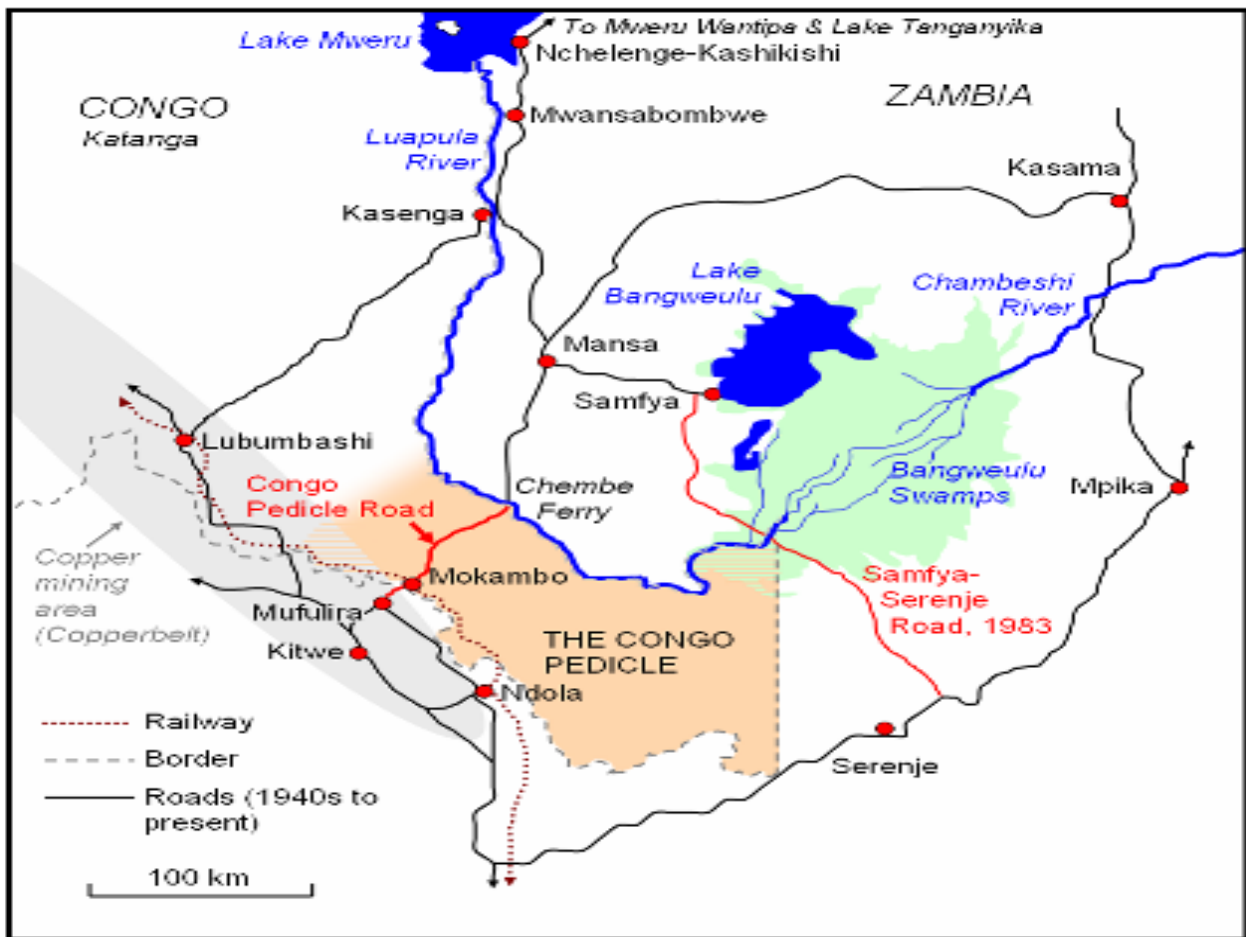 To Mweru Wantipa & Lake Tanganyika
Lake Mweru
Nchelenge-Kashikishi
CONGO
Katanga
ZAMBIA
Mwansabombwe
Luapula
River
Kasama
Kasenga
Lake
Bangweulu
Chambeshi
River
Mansa
Samfya
Lubumbashi
Bangweulu
Swamps
Mpika
Congo
Pedicle Road
Chembe
Ferry
Copper
mining
area
(Copperbelt)
Mokambo
Mufulira
Samfya-
Serenje
Road, 1983
Kitwe
THE CONGO
PEDICLE
Ndola
Railway
Border
Serenje
Roads (1940s to
present)
100 km